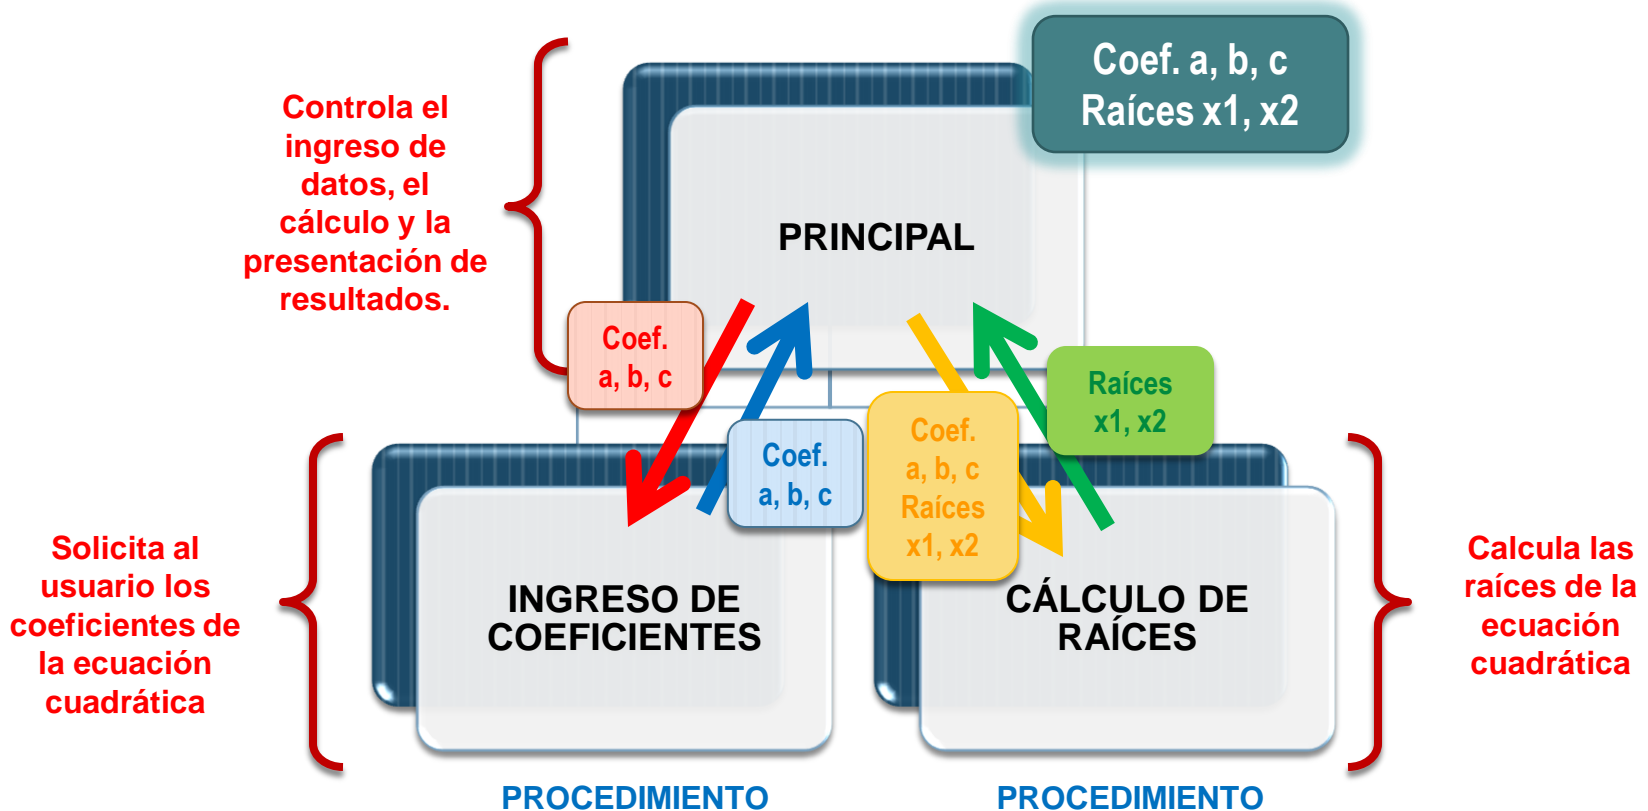 Coef. a, b, c
Raíces x1, x2
Controla el
ingreso de
datos, el
cálculo y la
presentación de
resultados.
PRINCIPAL
Coef.
a, b, c
Coef.
a, b, c
Coef.
a, b, c
Raíces
x1, x2
Raíces
x1, x2
Solicita al
usuario los
coeficientes de
la ecuación
cuadrática
INGRESO DE
COEFICIENTES
CÁLCULO DE
RAÍCES
Calcula las
raíces de la
ecuación
cuadrática
PROCEDIMIENTO
PROCEDIMIENTO